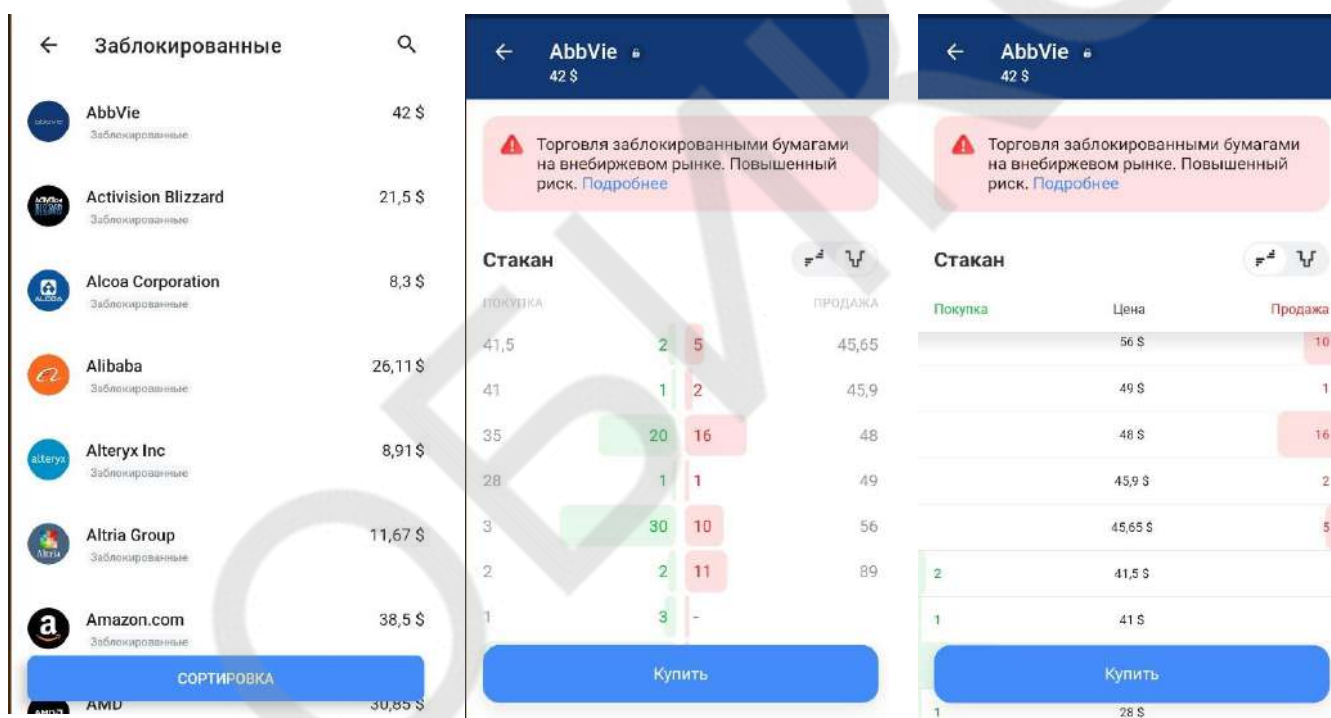 Заблокированные
AbbVie
42 $
Заблокированные
Activision Blizzard
21,5 $
Заблокированные
Alcoa Corporation
8,3 $
Заблокированные
Alibaba
26,11 $
Заблокированные
Alteryx Inc
8,91 $
Заблокированные
Altria Group
11,67 $
Заблокированные
Amazon.com
38,5 $
Заблокированные
СОРТИРОВКА
AMD
30,85 $
AbbVie
42 $
Торговля заблокированными бумагами
на внебиржевом рынке. Повышенный
риск. Подробнее
Стакан
ПОКУПКА ПРОДАЖА
41,5 2 5 45,65
41 1 2 45,9
35 20 16 48
28 1 1 49
3 30 10 56
2 2 11 89
1 3 -
Купить
AbbVie
42 $
Торговля заблокированными бумагами
на внебиржевом рынке. Повышенный
риск. Подробнее
Стакан
Покупка Цена Продажа
56 $ 10
49 $ 1
48 $ 16
45,9 $ 2
45,65 $ 5
2 41,5 $
1 41 $
Купить
1 28 $